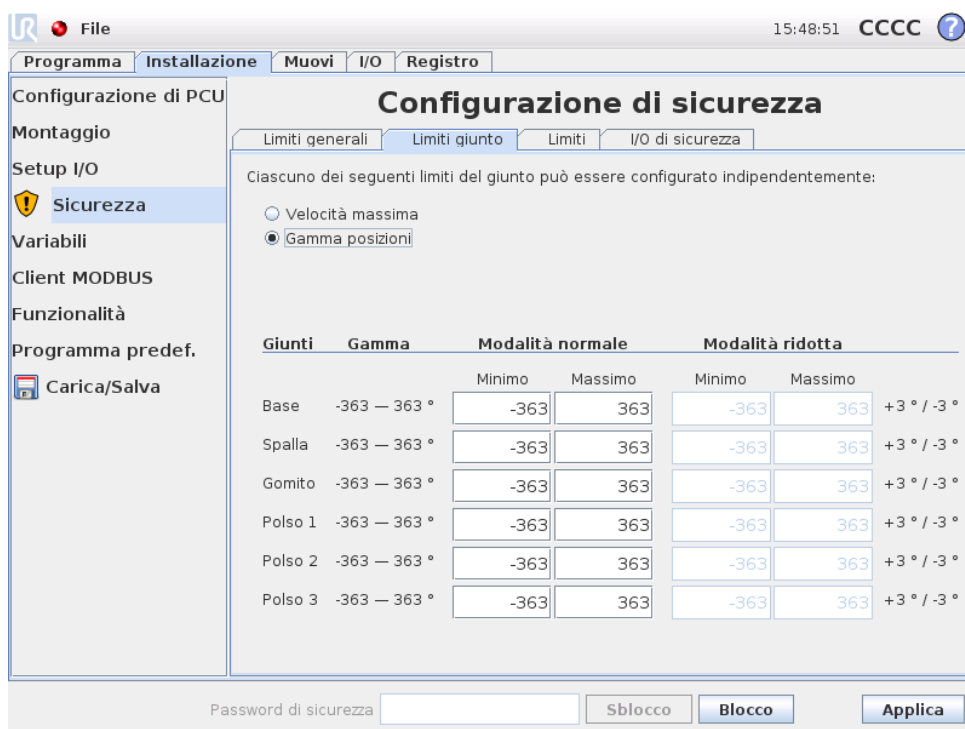 UR File 15:48:51 CCCC ?
Programma Installazione Muovi I/O Registro
Configurazione di PCU
Montaggio
Setup I/O
Sicurezza
Variabili
Client MODBUS
Funzionalità
Programma predef.
Carica/Salva
Configurazione di sicurezza
Limiti generali Limiti giunto Limiti I/O di sicurezza
Ciascuno dei seguenti limiti del giunto può essere configurato indipendentemente:
Velocità massima
Gamma posizioni
Giunti Gamma Modalità normale Modalità ridotta
Minimo Massimo Minimo Massimo
Base -363 — 363 ° -363 363 -363 363 +3 ° / -3 °
Spalla -363 — 363 ° -363 363 -363 363 +3 ° / -3 °
Gomito -363 — 363 ° -363 363 -363 363 +3 ° / -3 °
Polso 1 -363 — 363 ° -363 363 -363 363 +3 ° / -3 °
Polso 2 -363 — 363 ° -363 363 -363 363 +3 ° / -3 °
Polso 3 -363 — 363 ° -363 363 -363 363 +3 ° / -3 °
Password di sicurezza Sblocco Blocco Applica